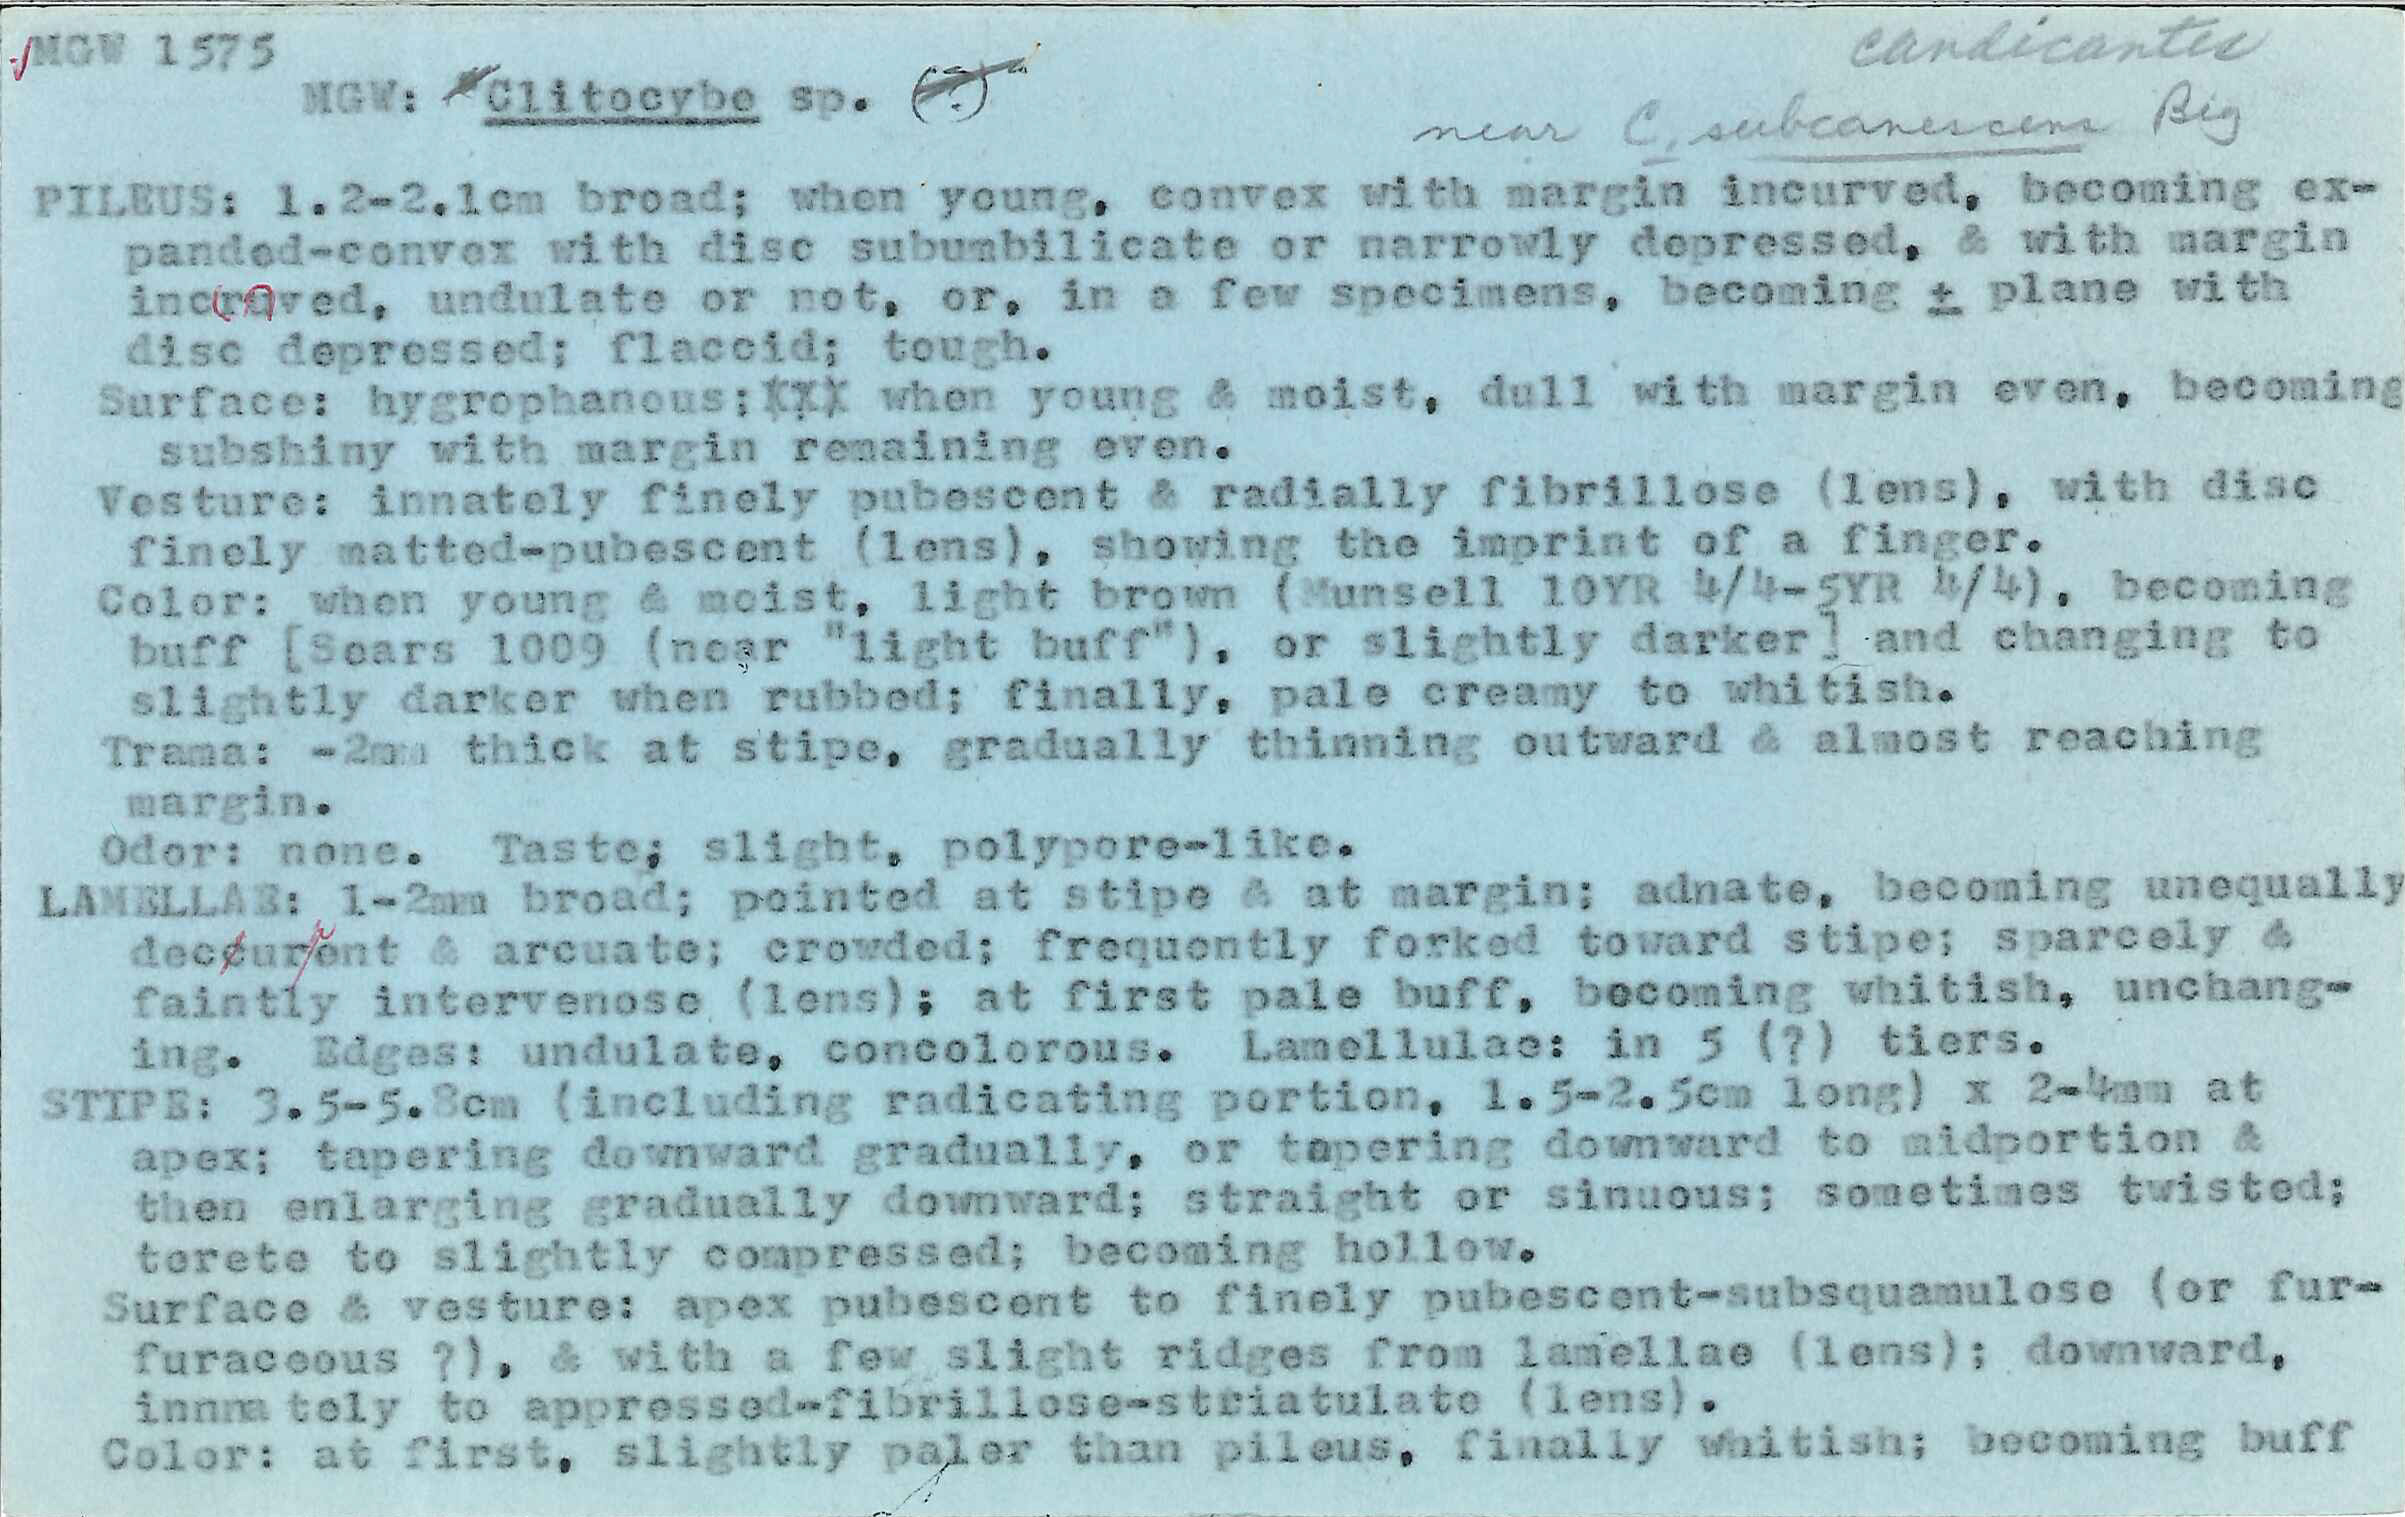 MGW 1575
candicantes
MGW: "Clitocybe sp. (?)"
near C. subcanescens Big
PILEUS: 1.2-2.1cm broad; when young, convex with margin incurved, becoming ex-
panded-convex with disc subumbilicate or narrowly depressed, & with margin
incruved, undulate or not, or, in a few specimens, becoming ± plane with
disc depressed; flaccid; tough.
Surface: hygrophanous; when young & moist, dull with margin even, becoming
subshiny with margin remaining even.
Vesture: innately finely pubescent & radially fibrillose (lens), with disc
finely matted-pubescent (lens), showing the imprint of a finger.
Color: when young & moist, light brown (Munsell 10YR 4/4-5YR 4/4), becoming
buff [Sears 1009 (near "light buff"), or slightly darker] and changing to
slightly darker when rubbed; finally, pale creamy to whitish.
Trama: -2mm thick at stipe, gradually thinning outward & almost reaching
margin.
Odor: none. Taste; slight, polypore-like.
LAMELLAE: 1-2mm broad; pointed at stipe & at margin; adnate, becoming unequally
deccurent & arcuate; crowded; frequently forked toward stipe; sparcely &
faintly intervenose (lens); at first pale buff, becoming whitish, unchang-
ing. Edges: undulate, concolorous. Lamellulae: in 5 (?) tiers.
STIPE: 3.5-5.8cm (including radicating portion, 1.5-2.5cm long) x 2-4mm at
apex; tapering downward gradually, or tapering downward to midportion &
then enlarging gradually downward; straight or sinuous; sometimes twisted;
terete to slightly compressed; becoming hollow.
Surface & vesture: apex pubescent to finely pubescent-subsquamulose (or fur-
furaceous ?), & with a few slight ridges from lamellae (lens); downward,
innna tely to appressed-fibrillose-striatulate (lens).
Color: at first, slightly paler than pileus, finally whitish; becoming buff